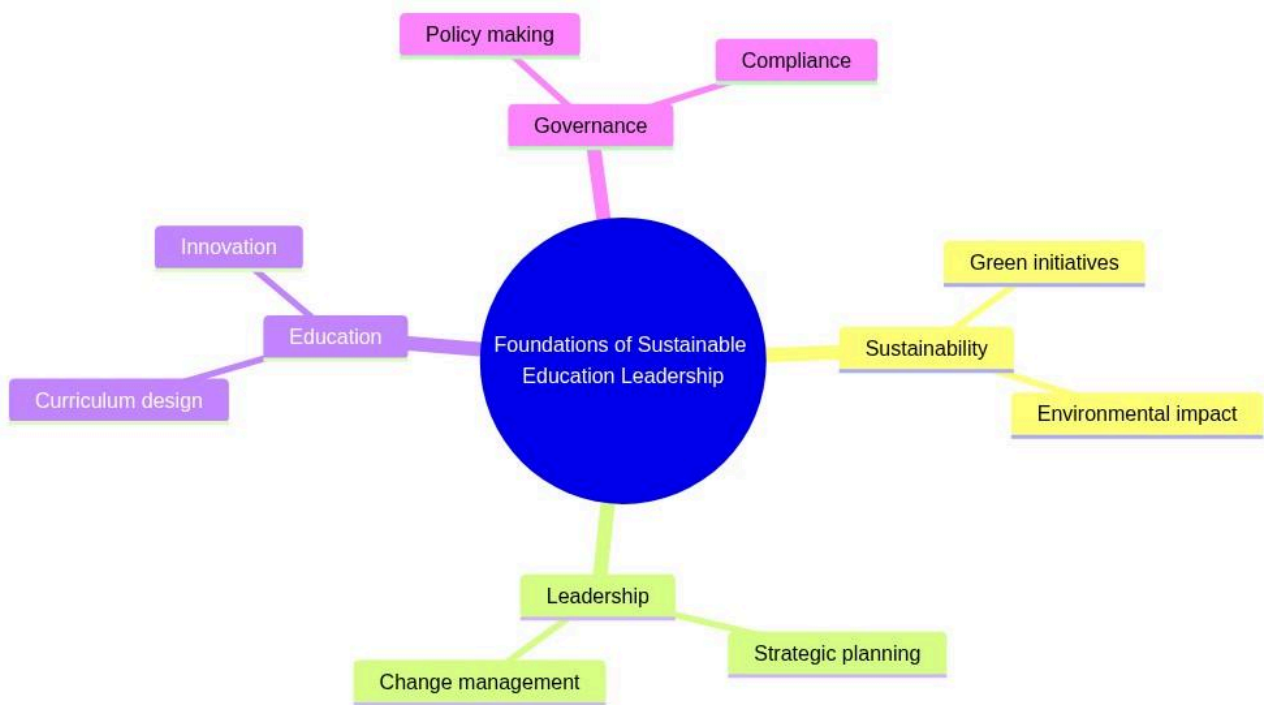 Policy making
Compliance
Governance
Innovation
Green initiatives
Education
Foundations of Sustainable
Education Leadership
Sustainability
Curriculum design
Environmental impact
Leadership
Strategic planning
Change management